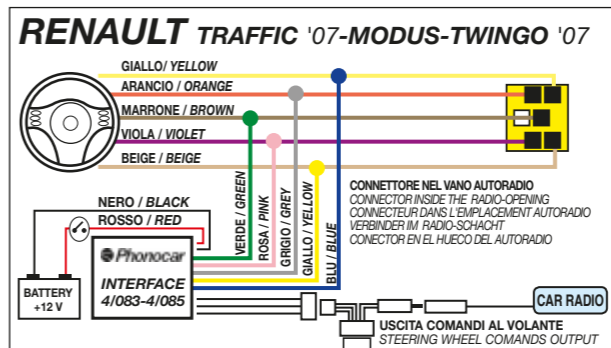 RENAULT TRAFFIC '07-MODUS-TWINGO '07
GIALLO/ YELLOW
ARANCIO / ORANGE
MARRONE / BROWN
VIOLA / VIOLET
BEIGE / BEIGE
NERO / BLACK
ROSSO / RED
VERDE / GREEN
ROSA / PINK
GRIGIO / GREY
GIALLO / YELLOW
BLU / BLUE
CONNETTORE NEL VANO AUTORADIO
CONNECTOR INSIDE THE RADIO-OPENING
CONNECTEUR DANS L'EMPLACEMENT AUTORADIO
VERBINDER IM RADIO-SCHACHT
CONECTOR EN EL HUECO DEL AUTORADIO
Phonocar
INTERFACE
4/083-4/085
BATTERY
+12 V
CAR RADIO
USCITA COMANDI AL VOLANTE
STEERING WHEEL COMANDS OUTPUT